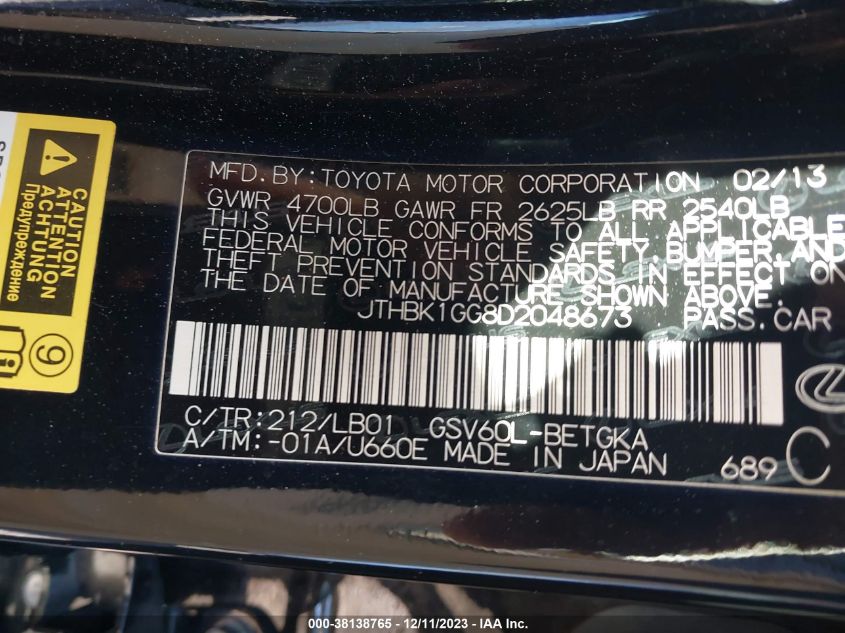 CAUTION
ATTENTION
ACHTUNG
Предупреждение
9
MFD. BY: TOYOTA MOTOR CORPORATION 02/13
GVWR 4700LB GAWR FR 2625LB RR 2540LB
THIS VEHICLE CONFORMS TO ALL APPLICABLE
FEDERAL MOTOR VEHICLE SAFETY, BUMPER, AND
THEFT PREVENTION STANDARDS IN EFFECT ON
THE DATE OF MANUFACTURE SHOWN ABOVE.
JTHBK1GG8D2048673 PASS. CAR
C/TR: 212/LB01 GSV60L-BETGKA
A/TM: -01A/U660E MADE IN JAPAN 689 C
000-38138765 - 12/11/2023 - IAA Inc.